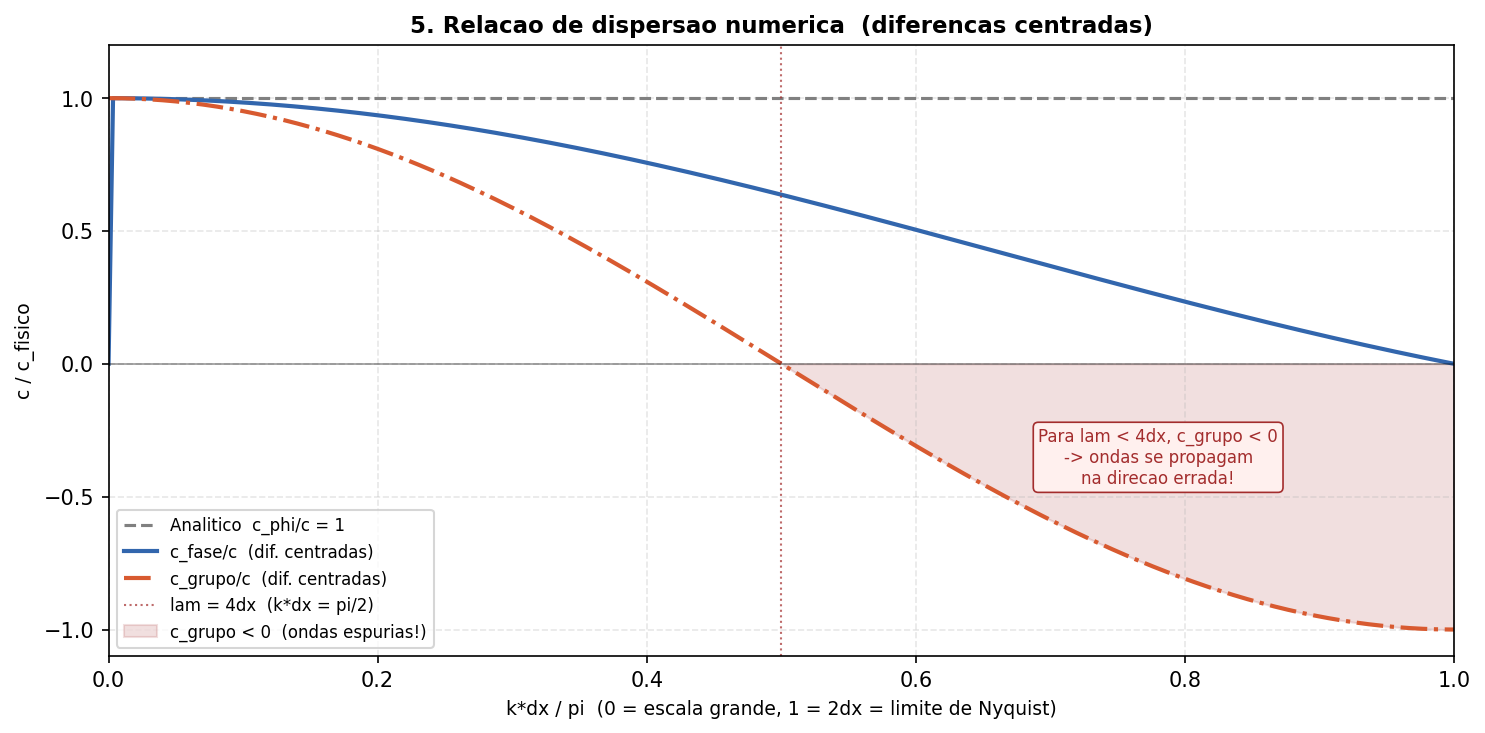 5. Relacao de dispersao numerica  (diferencas centradas)
c / c_fisico
1.0
0.5
0.0
−0.5
−1.0
Para lam < 4dx, c_grupo < 0
-> ondas se propagam
na direcao errada!
Analitico  c_phi/c = 1
c_fase/c  (dif. centradas)
c_grupo/c  (dif. centradas)
lam = 4dx  (k*dx = pi/2)
c_grupo < 0  (ondas espurias!)
0.0 0.2 0.4 0.6 0.8 1.0
k*dx / pi  (0 = escala grande, 1 = 2dx = limite de Nyquist)